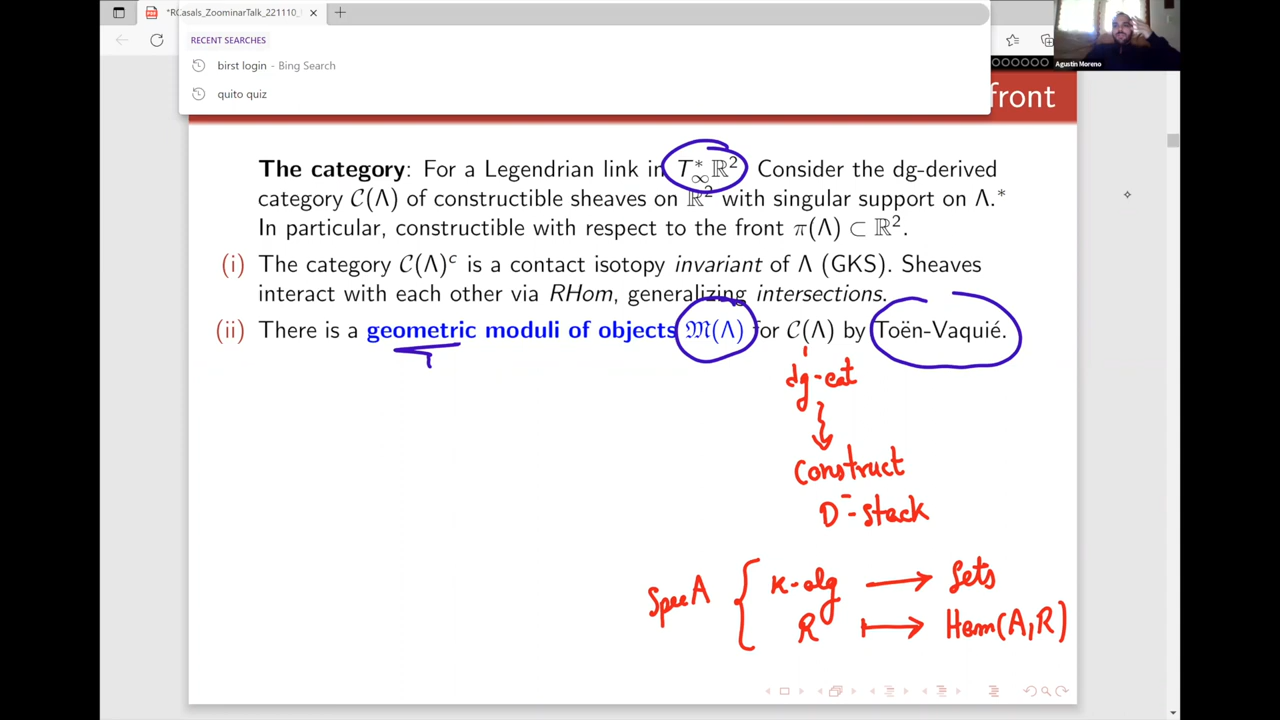 *RCasals_ZoominarTalk_221110_
RECENT SEARCHES
birst login - Bing Search
quito quiz
Agustin Moreno
front
The category: For a Legendrian link in T*∞ℝ² Consider the dg-derived
category 𝒞(Λ) of constructible sheaves on ℝ² with singular support on Λ.*
In particular, constructible with respect to the front π(Λ) ⊂ ℝ².
(i) The category 𝒞(Λ)ᶜ is a contact isotopy invariant of Λ (GKS). Sheaves
interact with each other via RHom, generalizing intersections.
(ii) There is a geometric moduli of objects 𝔐(Λ) for 𝒞(Λ) by Toën-Vaquié.
dg-cat
Construct
D⁻-stack
Spec A { K-alg → Sets
R ↦ Hom(A,R)